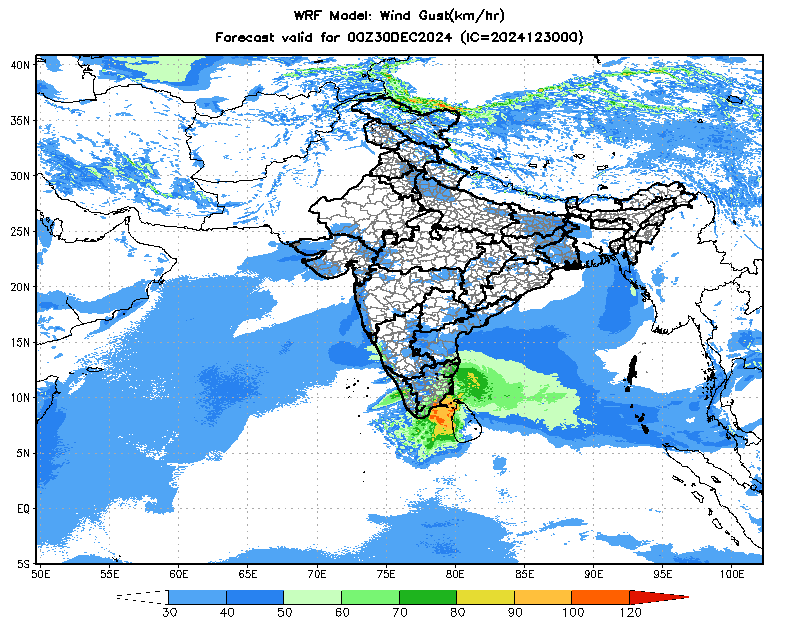 WRF Model: Wind Gust(km/hr)
Forecast valid for 00Z30DEC2024 (IC=2024123000)
40N
35N
30N
25N
20N
15N
10N
5N
EQ
5S
50E 55E 60E 65E 70E 75E 80E 85E 90E 95E 100E
30 40 50 60 70 80 90 100 120